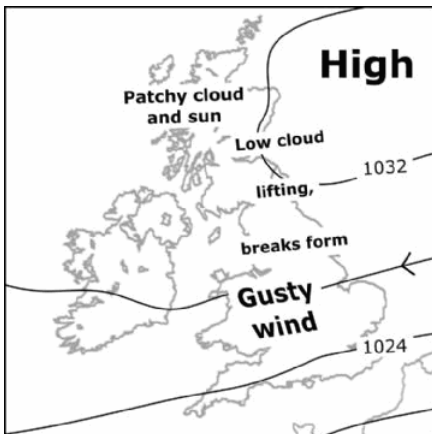 High
Patchy cloud
and sun
Low cloud
lifting,
1032
breaks form
Gusty
wind
1024